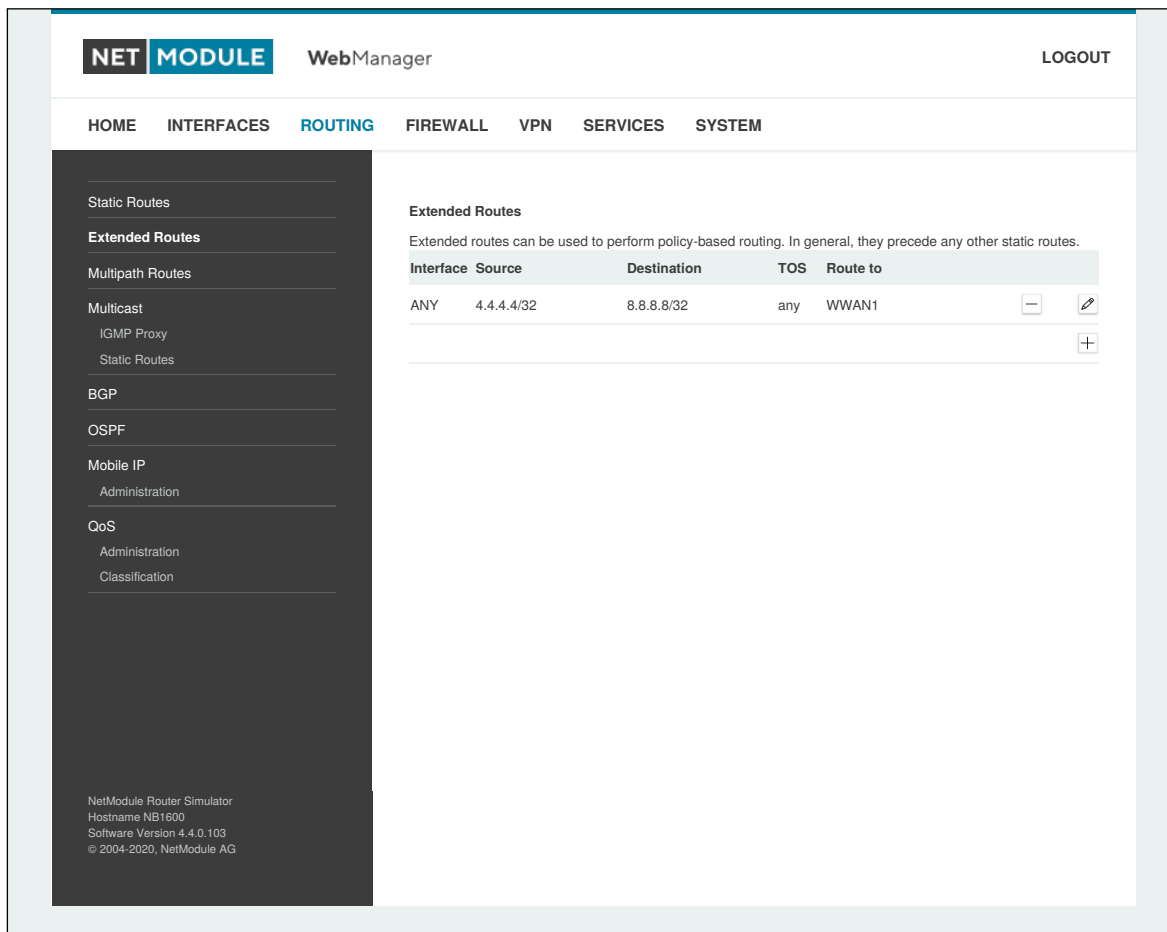 NET MODULE WebManager LOGOUT
HOME INTERFACES ROUTING FIREWALL VPN SERVICES SYSTEM
Static Routes
Extended Routes
Multipath Routes
Multicast
IGMP Proxy
Static Routes
BGP
OSPF
Mobile IP
Administration
QoS
Administration
Classification
NetModule Router Simulator
Hostname NB1600
Software Version 4.4.0.103
© 2004-2020, NetModule AG
Extended Routes
Extended routes can be used to perform policy-based routing. In general, they precede any other static routes.
Interface Source Destination TOS Route to
ANY 4.4.4.4/32 8.8.8.8/32 any WWAN1